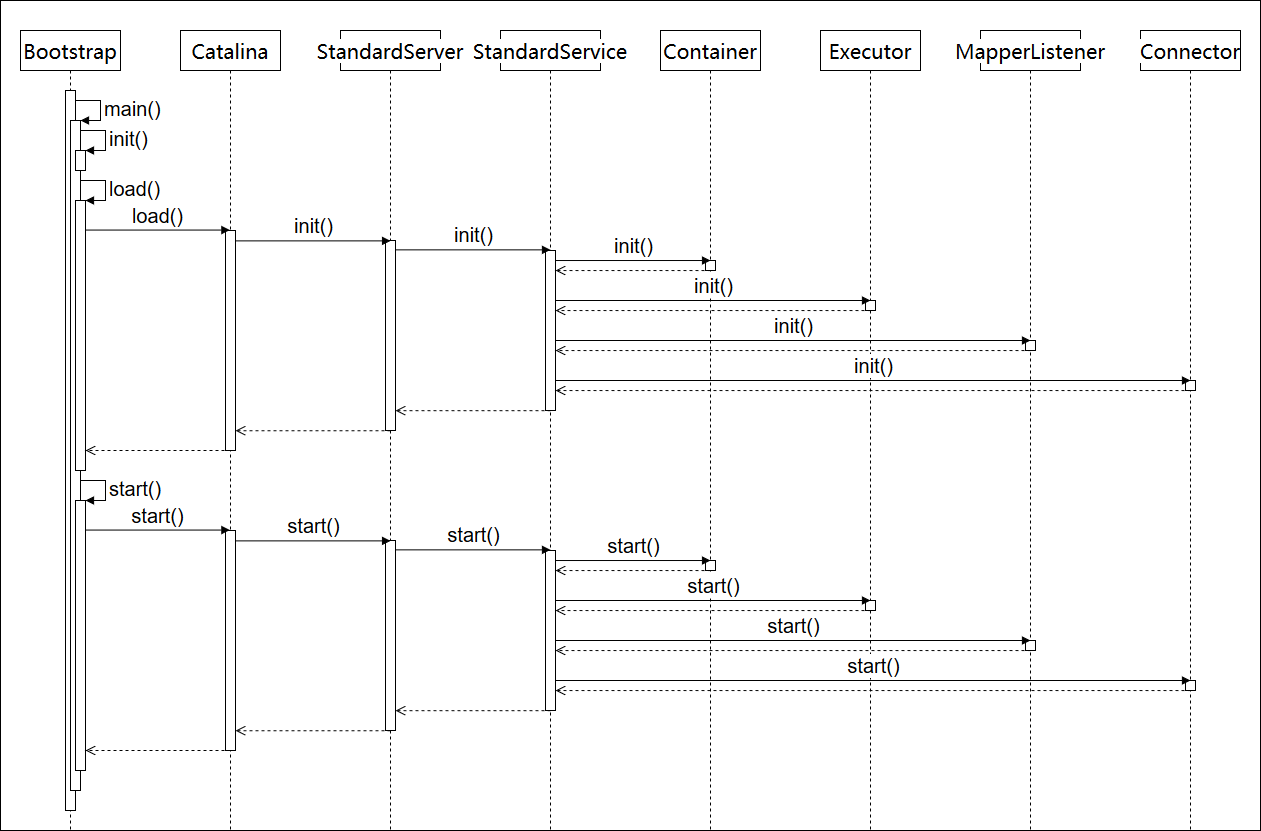 Bootstrap Catalina StandardServer StandardService Container Executor MapperListener Connector
main()
init()
load()
load()
init()
init()
init()
init()
init()
init()
start()
start()
start()
start()
start()
start()
start()
start()